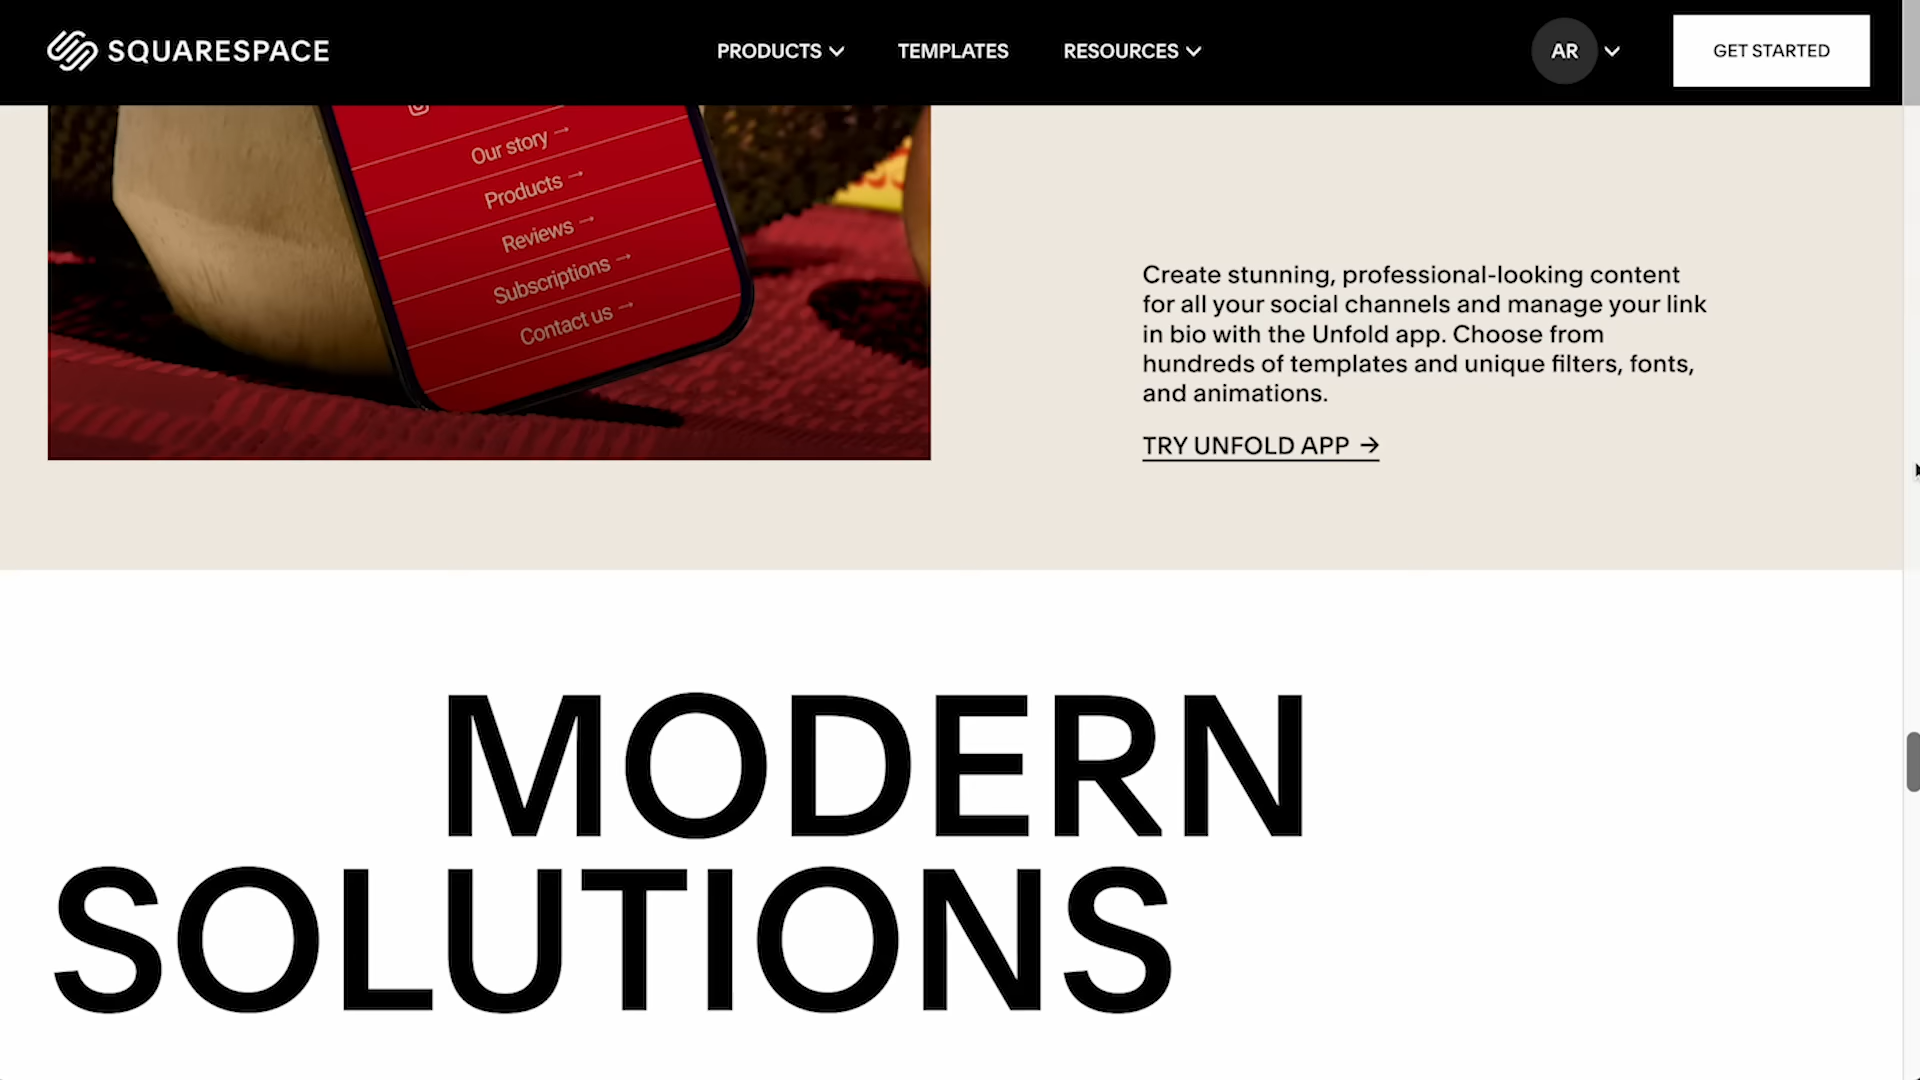 SQUARESPACE
PRODUCTS
TEMPLATES
RESOURCES
AR
GET STARTED
Our story →
Products →
Reviews →
Subscriptions →
Contact us →
Create stunning, professional-looking content
for all your social channels and manage your link
in bio with the Unfold app. Choose from
hundreds of templates and unique filters, fonts,
and animations.
TRY UNFOLD APP →
MODERN
SOLUTIONS